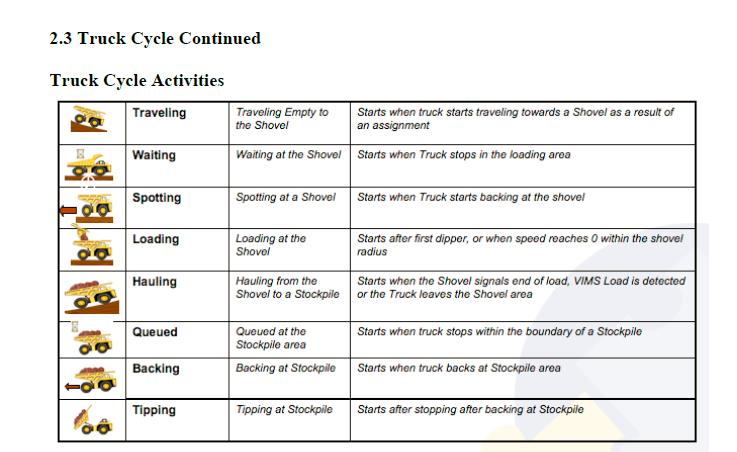 2.3 Truck Cycle Continued
Truck Cycle Activities
Traveling
Traveling Empty to
the Shovel
Starts when truck starts traveling towards a Shovel as a result of
an assignment
Waiting
Waiting at the Shovel
Starts when Truck stops in the loading area
Spotting
Spotting at a Shovel
Starts when Truck starts backing at the shovel
Loading
Loading at the
Shovel
Starts after first dipper, or when speed reaches 0 within the shovel
radius
Hauling
Hauling from the
Shovel to a Stockpile
Starts when the Shovel signals end of load, VIMS Load is detected
or the Truck leaves the Shovel area
Queued
Queued at the
Stockpile area
Starts when truck stops within the boundary of a Stockpile
Backing
Backing at Stockpile
Starts when truck backs at Stockpile area
Tipping
Tipping at Stockpile
Starts after stopping after backing at Stockpile